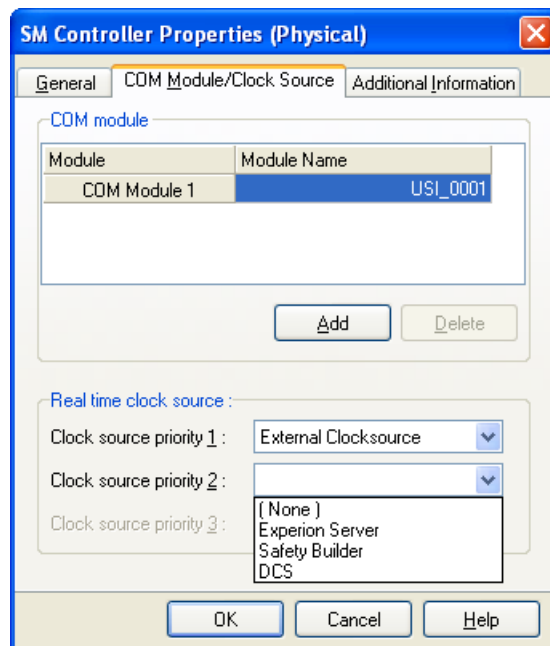 SM Controller Properties (Physical)
General COM Module/Clock Source Additional Information
COM module
Module Module Name
COM Module 1 USI_0001
Add Delete
Real time clock source :
Clock source priority 1 : External Clocksource
Clock source priority 2 :
( None )
Experion Server
Safety Builder
DCS
Clock source priority 3 :
OK Cancel Help